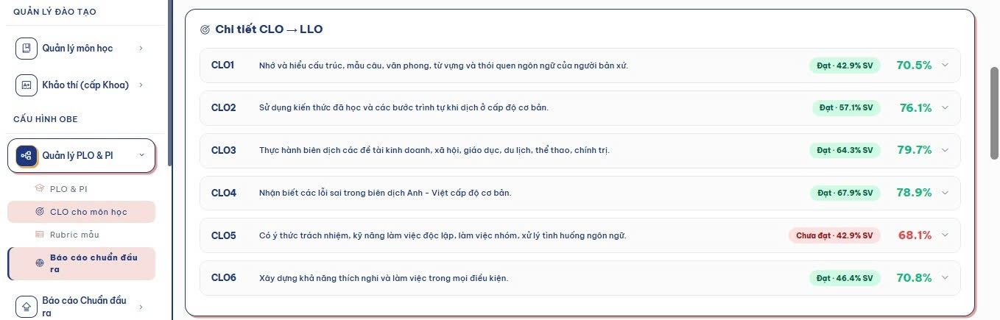 QUẢN LÝ ĐÀO TẠO
Quản lý môn học
Khảo thí (cấp Khoa)
CẤU HÌNH OBE
Quản lý PLO & PI
PLO & PI
CLO cho môn học
Rubric mẫu
Báo cáo chuẩn đầu
ra
Báo cáo Chuẩn đầu
ra
Chi tiết CLO → LLO
CLO1 Nhớ và hiểu cấu trúc, mẫu câu, văn phong, từ vựng và thói quen ngôn ngữ của người bản xứ. Đạt · 42.9% SV 70.5%
CLO2 Sử dụng kiến thức đã học và các bước trình tự khi dịch ở cấp độ cơ bản. Đạt · 57.1% SV 76.1%
CLO3 Thực hành biên dịch các đề tài kinh doanh, xã hội, giáo dục, du lịch, thể thao, chính trị. Đạt · 64.3% SV 79.7%
CLO4 Nhận biết các lỗi sai trong biên dịch Anh - Việt cấp độ cơ bản. Đạt · 67.9% SV 78.9%
CLO5 Có ý thức trách nhiệm, kỹ năng làm việc độc lập, làm việc nhóm, xử lý tình huống ngôn ngữ. Chưa đạt · 42.9% SV 68.1%
CLO6 Xây dựng khả năng thích nghi và làm việc trong mọi điều kiện. Đạt · 46.4% SV 70.8%